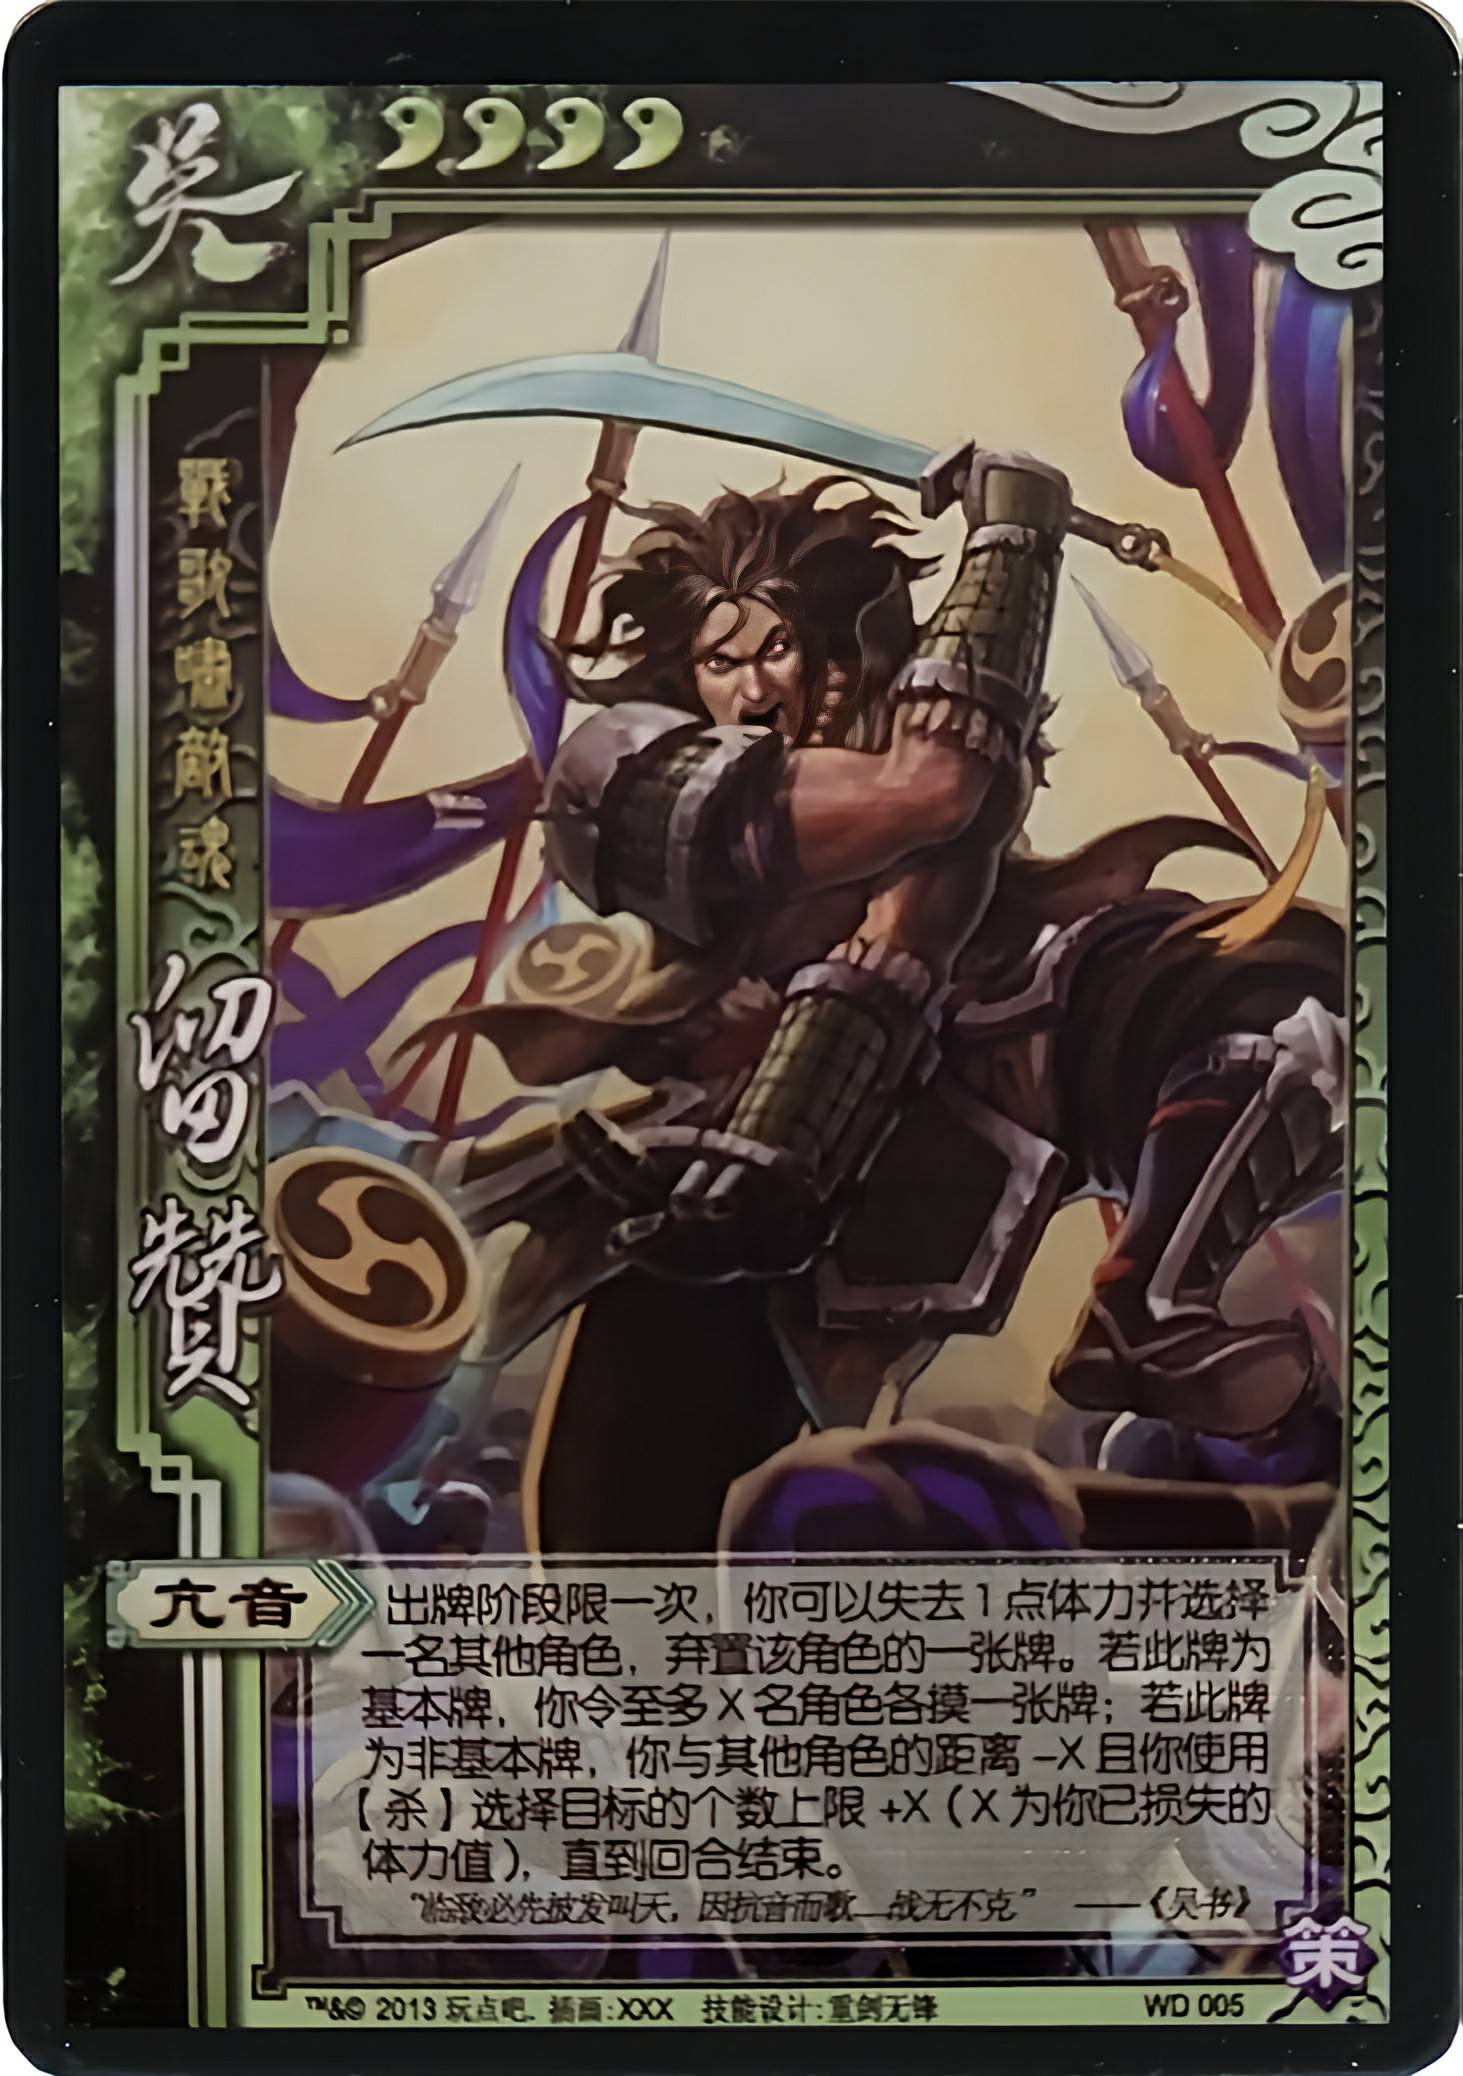 吴
戰歌嘯敵魂
留贊
亢音
出牌阶段限一次，你可以失去1点体力并选择
一名其他角色，弃置该角色的一张牌。若此牌为
基本牌，你令至多X名角色各摸一张牌；若此牌
为非基本牌，你与其他角色的距离-X且你使用
【杀】选择目标的个数上限+X（X为你已损失的
体力值），直到回合结束。
“临敌必先被发叫天，因抗音而歌…战无不克” ——《吴书》
策
™&© 2013 玩点吧. 插画:XXX 技能设计:重剑无锋 WD 005